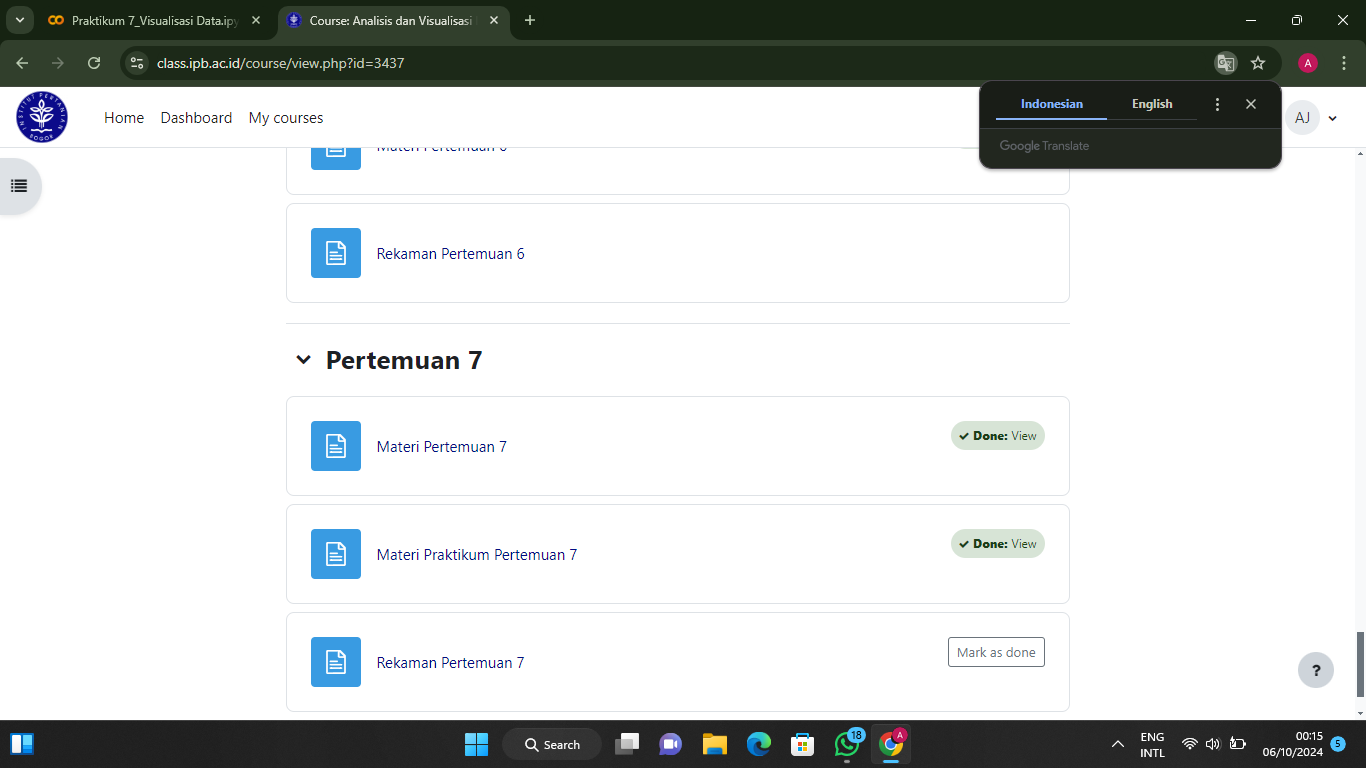 Praktikum 7_Visualisasi Data.ipy
Course: Analisis dan Visualisasi
class.ipb.ac.id/course/view.php?id=3437
A
Indonesian
English
Google Translate
INSTITUT PERTANIAN BOGOR
Home
Dashboard
My courses
AJ
Materi Pertemuan 6
Rekaman Pertemuan 6
Pertemuan 7
Materi Pertemuan 7
Done: View
Materi Praktikum Pertemuan 7
Done: View
Rekaman Pertemuan 7
Mark as done
?
Search
18
A
ENG
INTL
00:15
06/10/2024
5